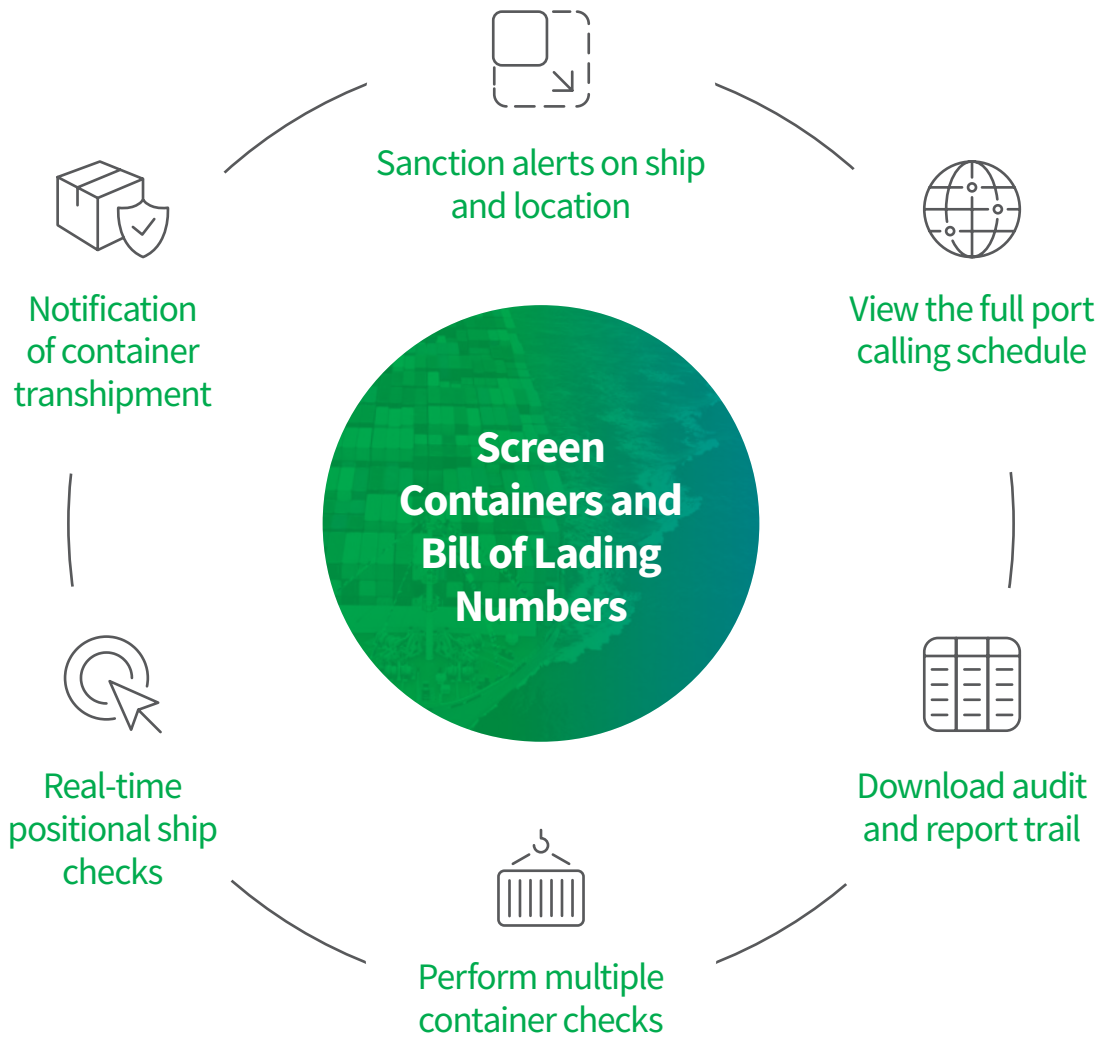 Sanction alerts on ship
and location
View the full port
calling schedule
Download audit
and report trail
Perform multiple
container checks
Real-time
positional ship
checks
Notification
of container
transhipment
Screen
Containers and
Bill of Lading
Numbers